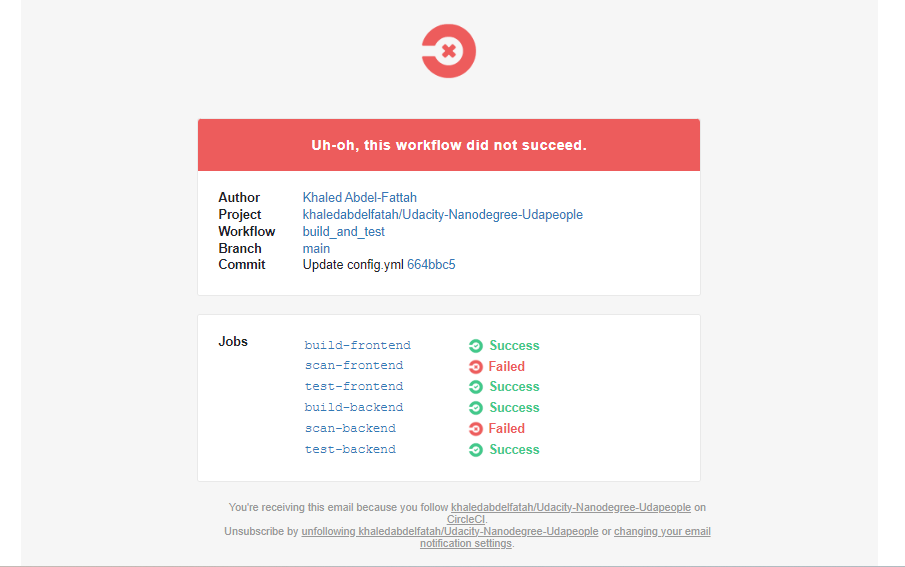 Uh-oh, this workflow did not succeed.
Author Khaled Abdel-Fattah
Project khaledabdelfatah/Udacity-Nanodegree-Udapeople
Workflow build_and_test
Branch main
Commit Update config.yml 664bbc5
Jobs
build-frontend Success
scan-frontend Failed
test-frontend Success
build-backend Success
scan-backend Failed
test-backend Success
You're receiving this email because you follow khaledabdelfatah/Udacity-Nanodegree-Udapeople on
CircleCI.
Unsubscribe by unfollowing khaledabdelfatah/Udacity-Nanodegree-Udapeople or changing your email
notification settings.